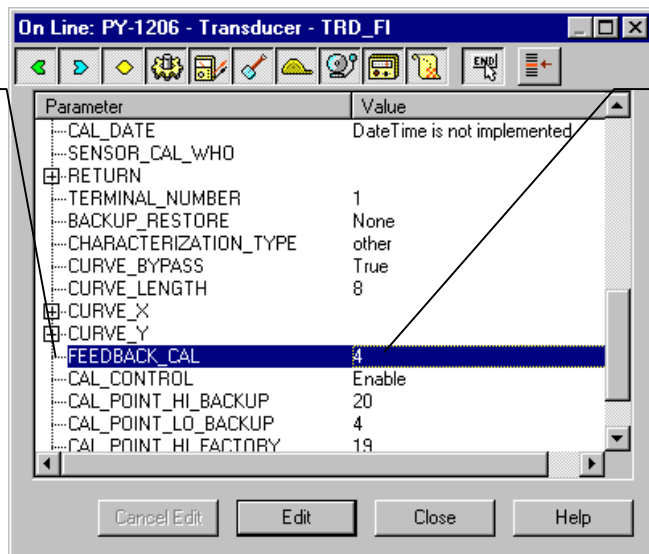 On Line: PY-1206 - Transducer - TRD_FI
END
Parameter Value
CAL_DATE DateTime is not implemented
SENSOR_CAL_WHO
RETURN
TERMINAL_NUMBER 1
BACKUP_RESTORE None
CHARACTERIZATION_TYPE other
CURVE_BYPASS True
CURVE_LENGTH 8
CURVE_X
CURVE_Y
FEEDBACK_CAL 4
CAL_CONTROL Enable
CAL_POINT_HI_BACKUP 20
CAL_POINT_LO_BACKUP 4
CAL_POINT_HI_FACTORY 19
Cancel Edit Edit Close Help